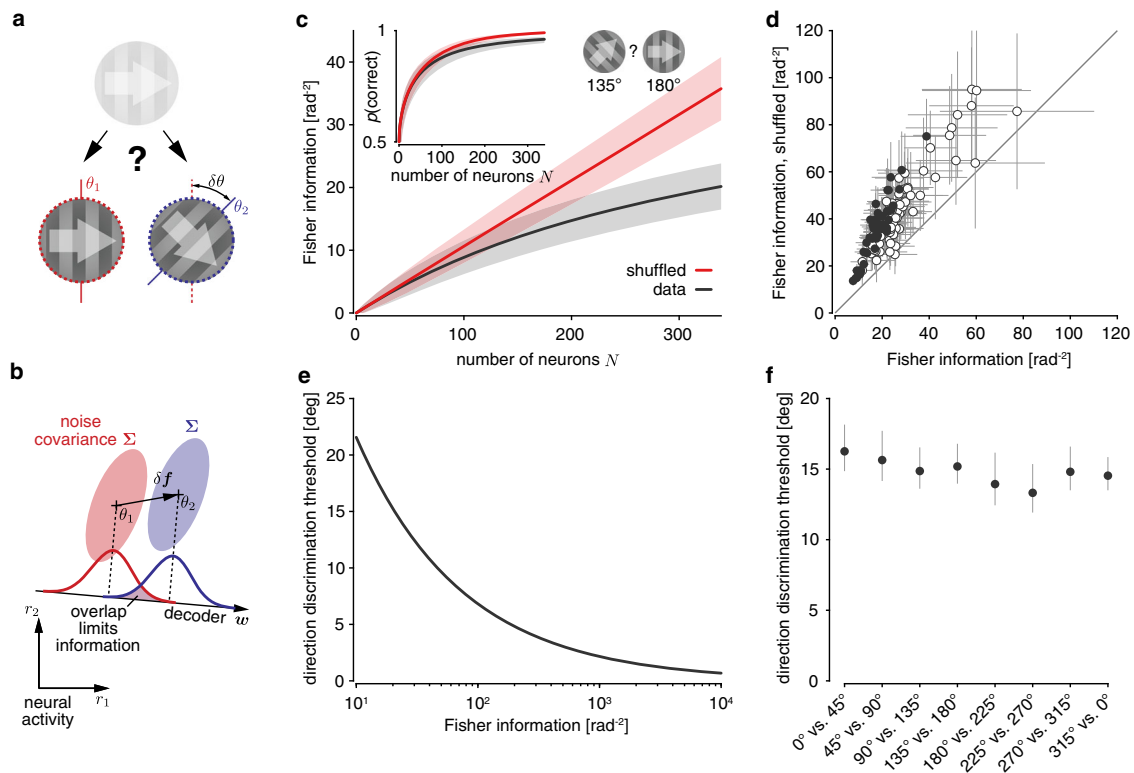 a
?
θ₁
δθ
θ₂
b
noise
covariance Σ
Σ
δf
θ₁
θ₂
overlap
limits
information
decoder
w
r₂
neural
activity
r₁
c
Fisher information [rad⁻²]
40
30
20
10
0
0
100
200
300
number of neurons N
p(correct)
1
0.5
0
100
200
300
number of neurons N
?
135°
180°
shuffled
data
d
Fisher information, shuffled [rad⁻²]
120
100
80
60
40
20
0
0
20
40
60
80
100
120
Fisher information [rad⁻²]
e
direction discrimination threshold [deg]
25
20
15
10
5
0
10¹
10²
10³
10⁴
Fisher information [rad⁻²]
f
direction discrimination threshold [deg]
20
15
10
5
0
0° vs. 45°
45° vs. 90°
90° vs. 135°
135° vs. 180°
180° vs. 225°
225° vs. 270°
270° vs. 315°
315° vs. 0°